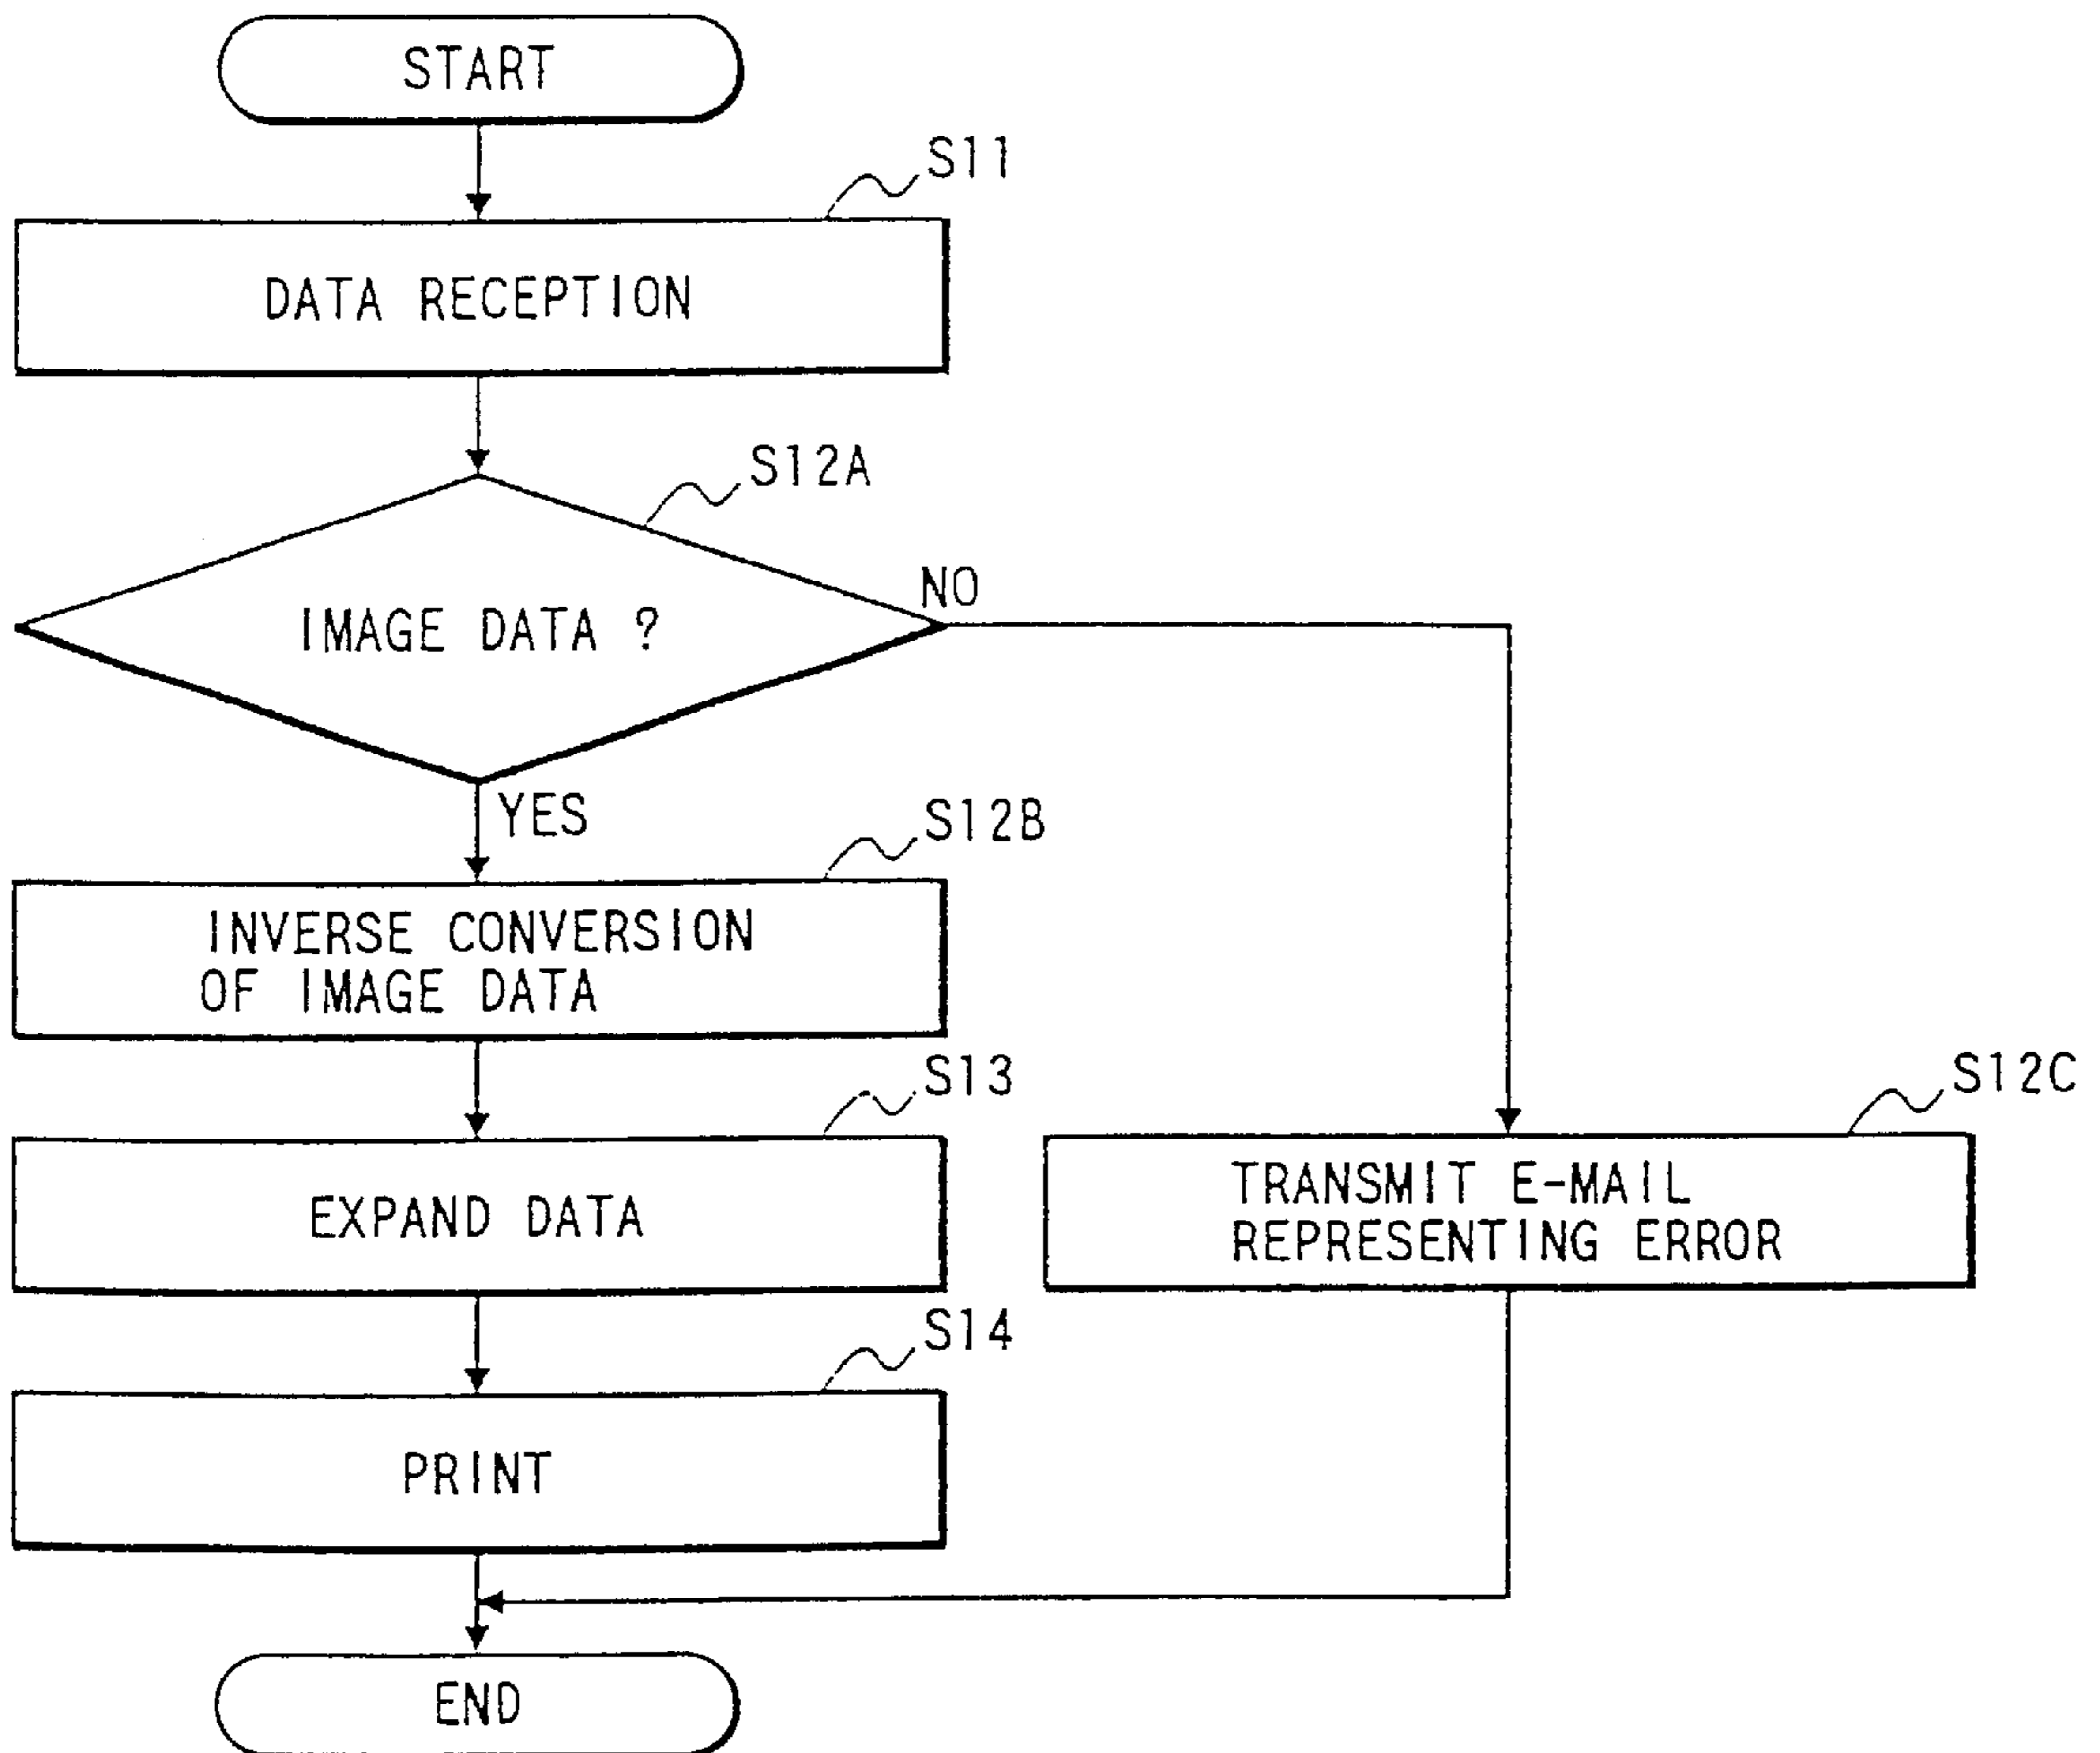 START
S11
DATA RECEPTION
S12A
IMAGE DATA ?
NO
YES
S12B
INVERSE CONVERSION
OF IMAGE DATA
S13
EXPAND DATA
S12C
TRANSMIT E-MAIL
REPRESENTING ERROR
S14
PRINT
END